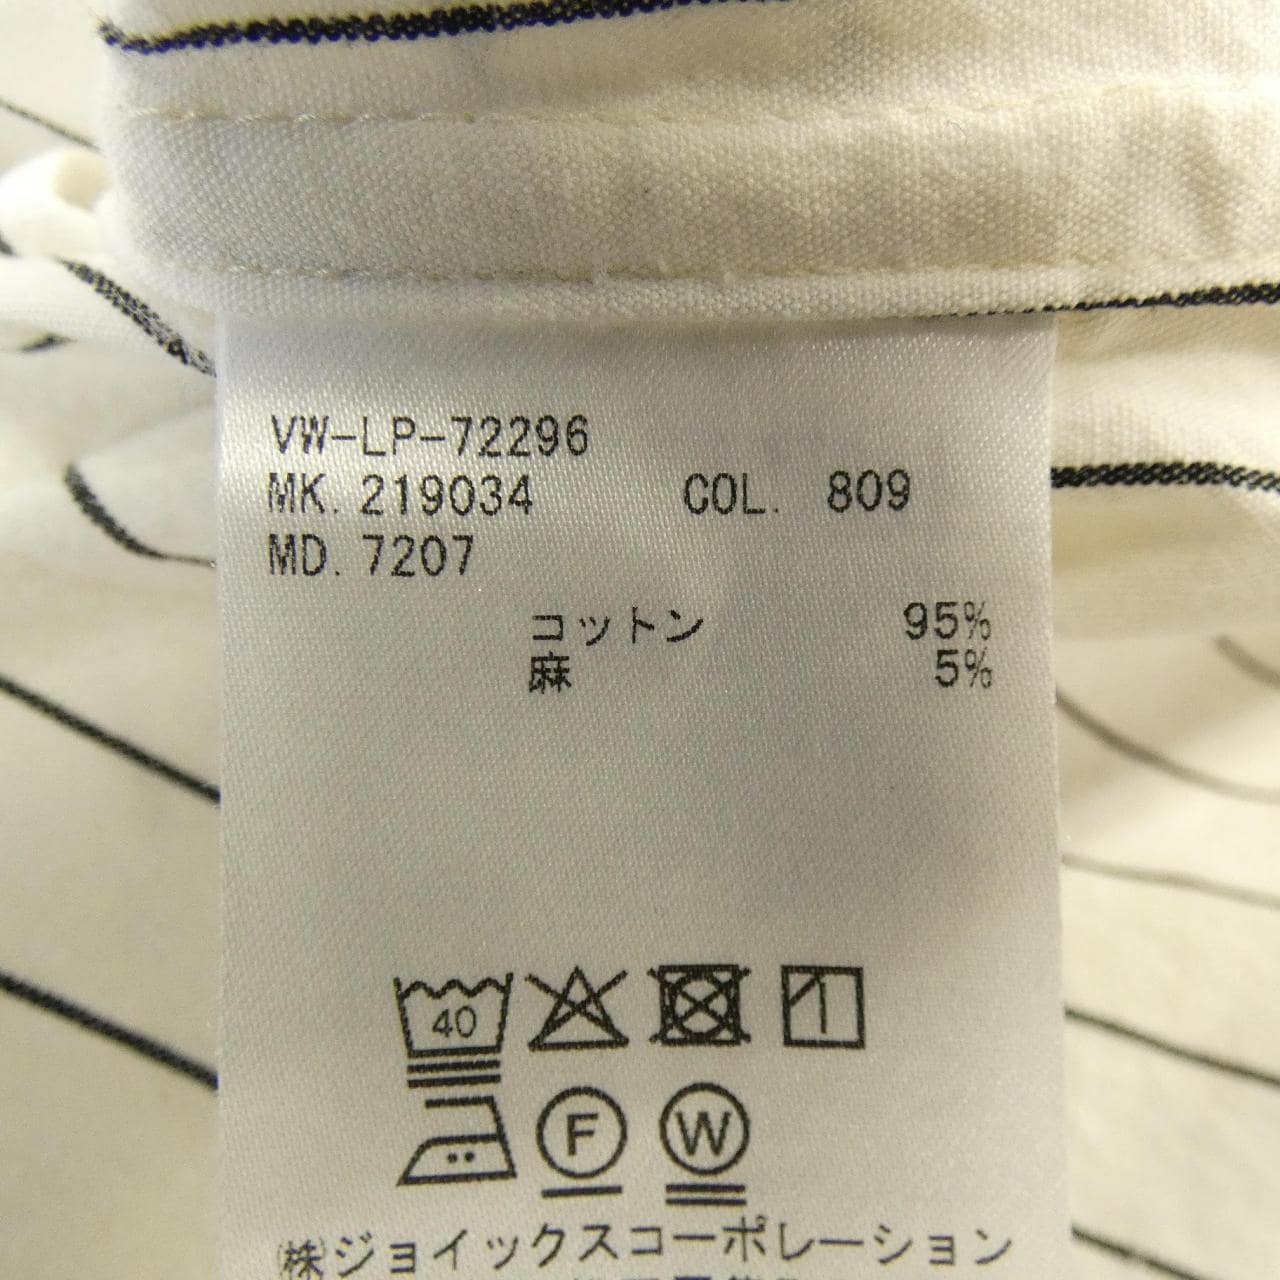 VW-LP-72296
MK. 219034 COL. 809
MD. 7207
コットン 95%
麻 5%
40
F W
㈱ジョイックスコーポレーション